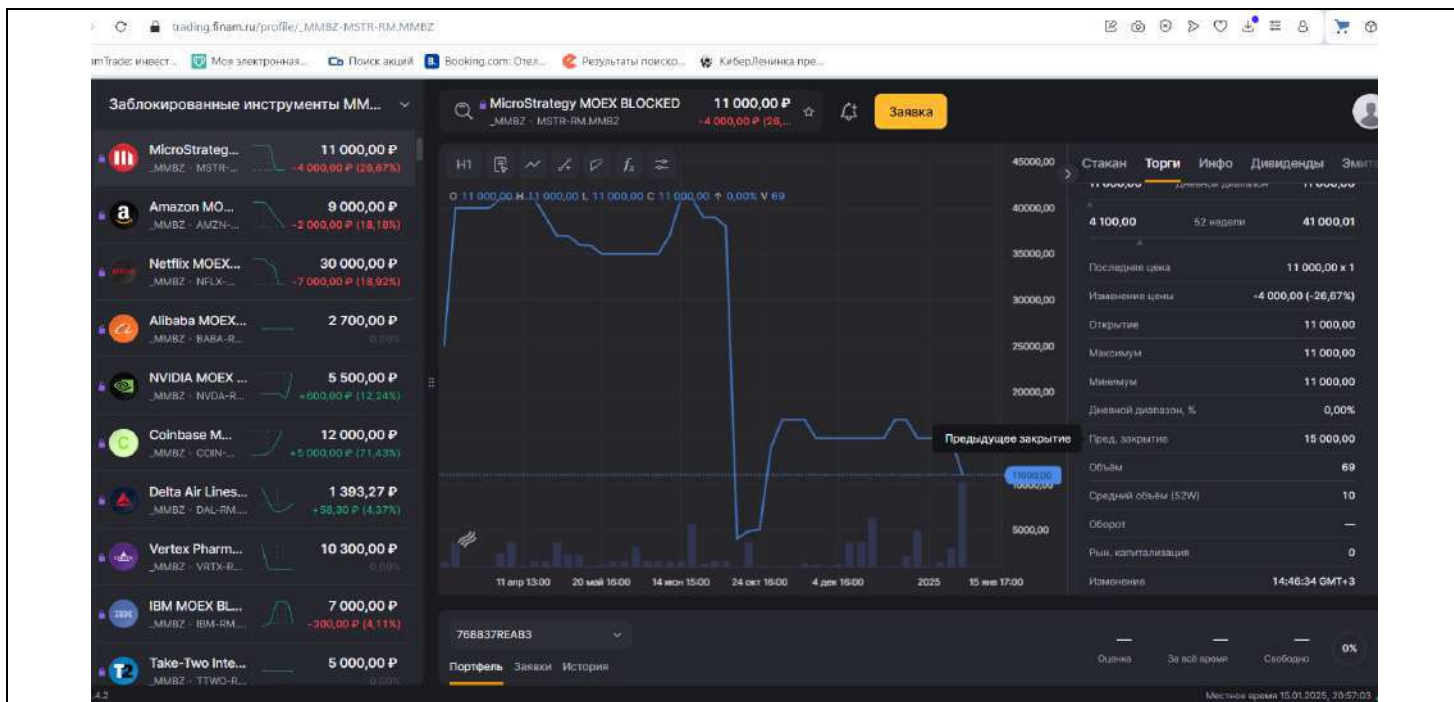 trading.finam.ru/profile/_MMBZ-MSTR-RM.MMBZ
mTrade: инвест... Моя электронная... Поиск акций Booking.com: Отел... Результаты поиско... КиберЛенинка пре...
Заблокированные инструменты ММ...
MicroStrateg... 11 000,00 ₽
_MMBZ · MSTR-... -4 000,00 ₽ (26,67%)
Amazon MO... 9 000,00 ₽
_MMBZ · AMZN-... -2 000,00 ₽ (18,18%)
Netflix MOEX... 30 000,00 ₽
_MMBZ · NFLX-... -7 000,00 ₽ (18,92%)
Alibaba MOEX... 2 700,00 ₽
_MMBZ · BABA-R... 0,00%
NVIDIA MOEX ... 5 500,00 ₽
_MMBZ · NVDA-R... +600,00 ₽ (12,24%)
Coinbase M... 12 000,00 ₽
_MMBZ · COIN-... +5 000,00 ₽ (71,43%)
Delta Air Lines... 1 393,27 ₽
_MMBZ · DAL-RM.... +58,30 ₽ (4,37%)
Vertex Pharm... 10 300,00 ₽
_MMBZ · VRTX-R... 0,00%
IBM MOEX BL... 7 000,00 ₽
_MMBZ · IBM-RM.... -300,00 ₽ (4,11%)
Take-Two Inte... 5 000,00 ₽
_MMBZ · TTWO-R... 0,00%
.4.2
MicroStrategy MOEX BLOCKED 11 000,00 ₽
_MMBZ · MSTR-RM.MMBZ -4 000,00 ₽ (26,...
Заявка
H1
O 11 000,00 H 11 000,00 L 11 000,00 C 11 000,00 ↑ 0,00% V 69
45000,00
40000,00
35000,00
30000,00
25000,00
20000,00
Предыдущее закрытие
11000,00
10000,00
5000,00
11 апр 13:00 20 май 16:00 14 июн 15:00 24 окт 16:00 4 дек 16:00 2025 15 янв 17:00
768837REAB3
Портфель Заявки История
Стакан Торги Инфо Дивиденды Эмит
11 000,00 Дневной диапазон 11 000,00
4 100,00 52 недели 41 000,01
Последняя цена 11 000,00 x 1
Изменение цены -4 000,00 (-26,67%)
Открытие 11 000,00
Максимум 11 000,00
Минимум 11 000,00
Дневной диапазон, % 0,00%
Пред. закрытие 15 000,00
Объём 69
Средний объём (52W) 10
Оборот —
Рын. капитализация 0
Изменение 14:46:34 GMT+3
— — — 0%
Оценка За всё время Свободно
Местное время 15.01.2025, 20:57:03